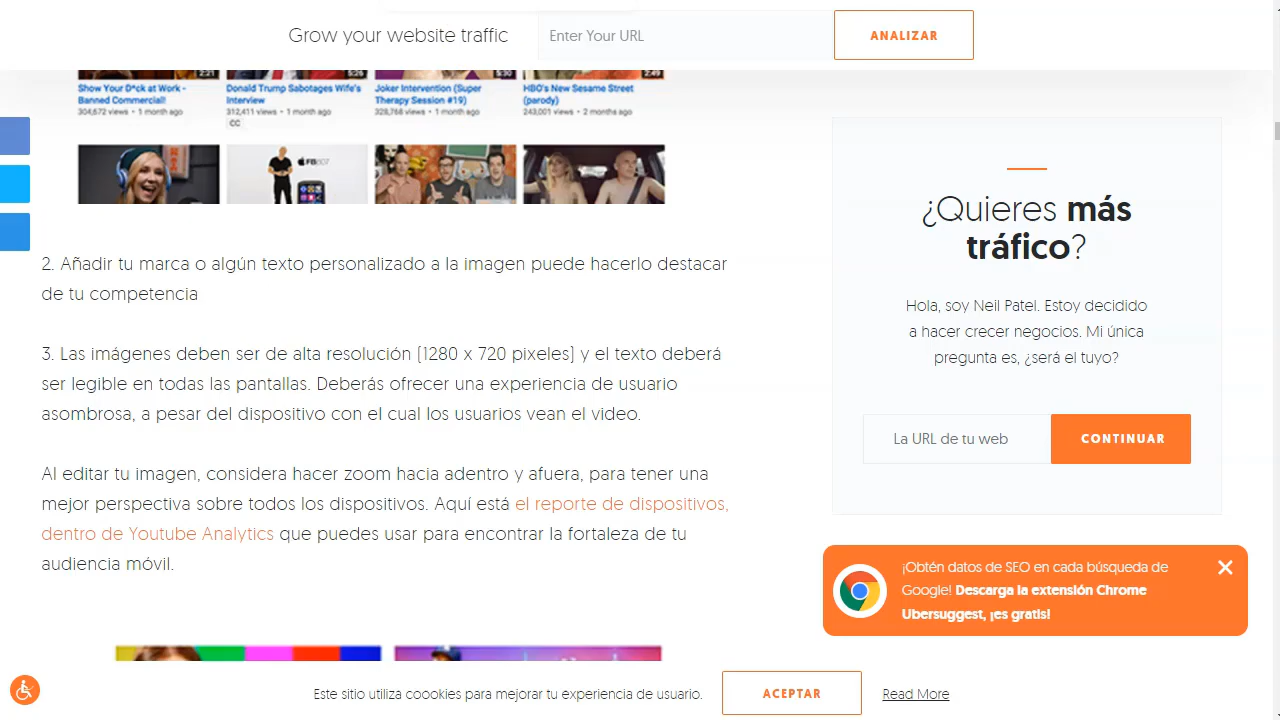 Grow your website traffic
Enter Your URL
ANALIZAR
2:21
5:26
5:30
2:49
Show Your D*ck at Work -
Banned Commercial!
304,672 views • 1 month ago
Donald Trump Sabotages Wife's
Interview
312,411 views • 1 month ago
CC
Joker Intervention (Super
Therapy Session #19)
328,768 views • 1 month ago
HBO's New Sesame Street
(parody)
243,001 views • 2 months ago
FB807
2. Añadir tu marca o algún texto personalizado a la imagen puede hacerlo destacar
de tu competencia
3. Las imágenes deben ser de alta resolución (1280 x 720 pixeles) y el texto deberá
ser legible en todas las pantallas. Deberás ofrecer una experiencia de usuario
asombrosa, a pesar del dispositivo con el cual los usuarios vean el video.
Al editar tu imagen, considera hacer zoom hacia adentro y afuera, para tener una
mejor perspectiva sobre todos los dispositivos. Aquí está el reporte de dispositivos,
dentro de Youtube Analytics que puedes usar para encontrar la fortaleza de tu
audiencia móvil.
¿Quieres más
tráfico?
Hola, soy Neil Patel. Estoy decidido
a hacer crecer negocios. Mi única
pregunta es, ¿será el tuyo?
La URL de tu web
CONTINUAR
¡Obtén datos de SEO en cada búsqueda de
Google! Descarga la extensión Chrome
Ubersuggest, ¡es gratis!
Este sitio utiliza coookies para mejorar tu experiencia de usuario.
ACEPTAR
Read More